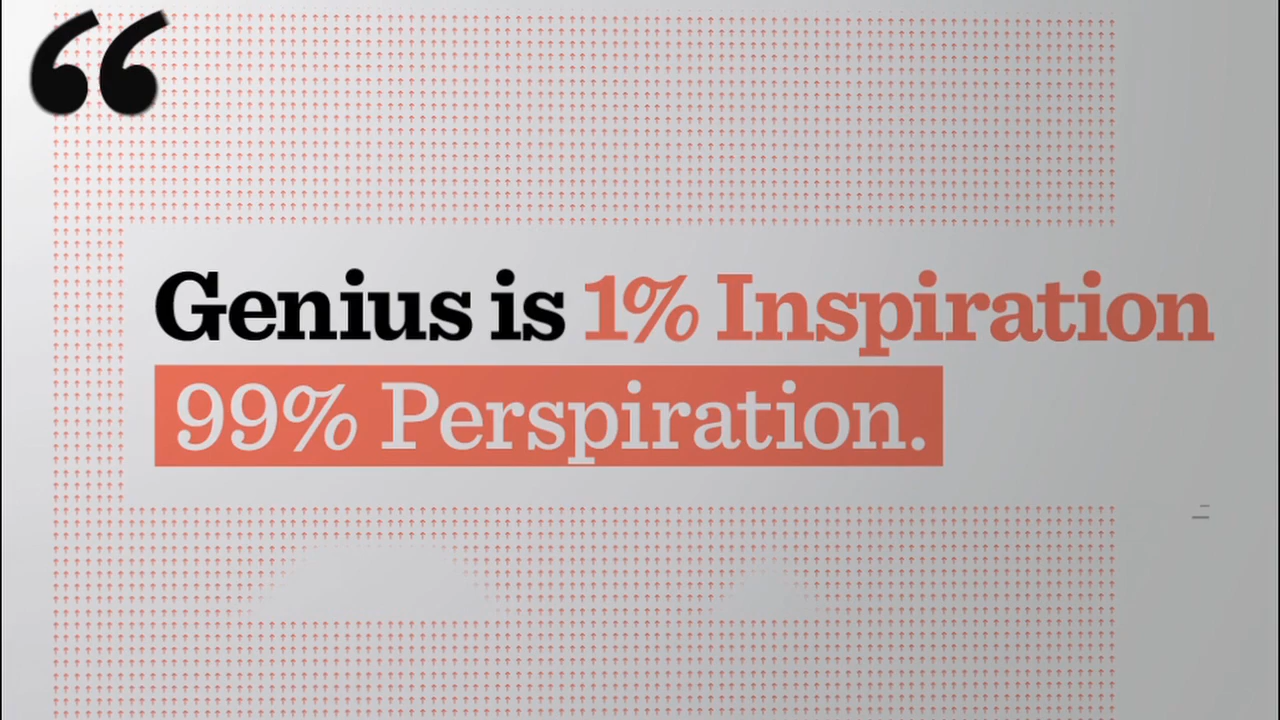 “
Genius is 1% Inspiration
99% Perspiration.